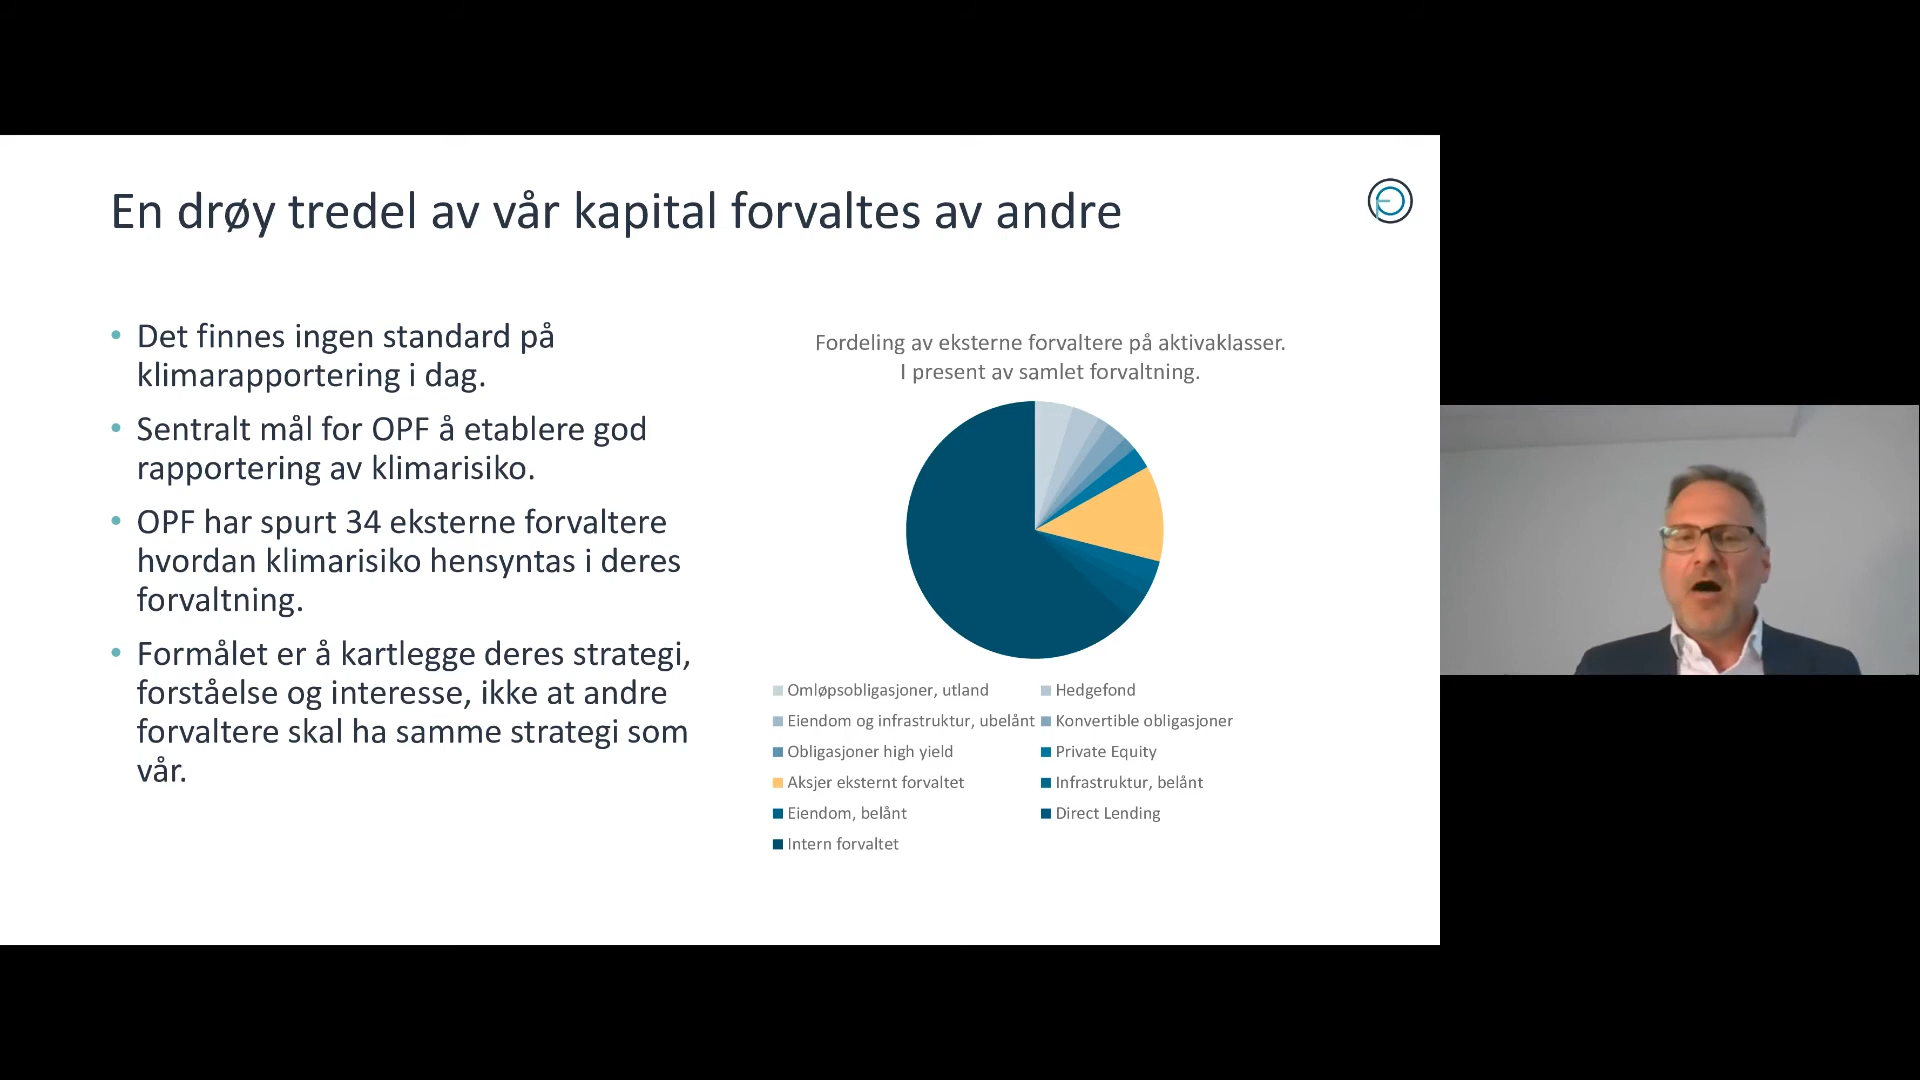 En drøy tredel av vår kapital forvaltes av andre
• Det finnes ingen standard på
klimarapportering i dag.
• Sentralt mål for OPF å etablere god
rapportering av klimarisiko.
• OPF har spurt 34 eksterne forvaltere
hvordan klimarisiko hensyntas i deres
forvaltning.
• Formålet er å kartlegge deres strategi,
forståelse og interesse, ikke at andre
forvaltere skal ha samme strategi som
vår.
Fordeling av eksterne forvaltere på aktivaklasser.
I present av samlet forvaltning.
Omløpsobligasjoner, utland
Hedgefond
Eiendom og infrastruktur, ubelånt
Konvertible obligasjoner
Obligasjoner high yield
Private Equity
Aksjer eksternt forvaltet
Infrastruktur, belånt
Eiendom, belånt
Direct Lending
Intern forvaltet